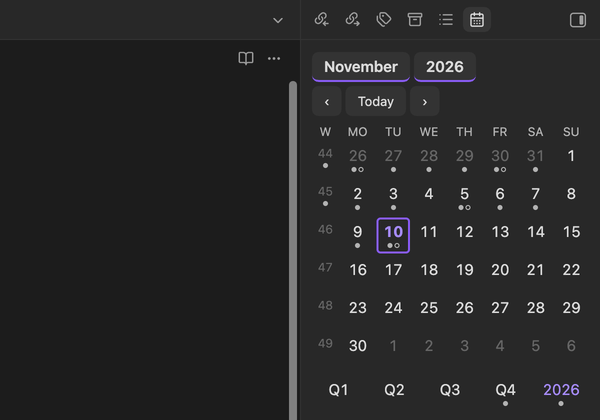 November 2026
‹ Today ›
W MO TU WE TH FR SA SU
44 26 27 28 29 30 31 1
45 2 3 4 5 6 7 8
46 9 10 11 12 13 14 15
47 16 17 18 19 20 21 22
48 23 24 25 26 27 28 29
49 30 1 2 3 4 5 6
Q1 Q2 Q3 Q4 2026